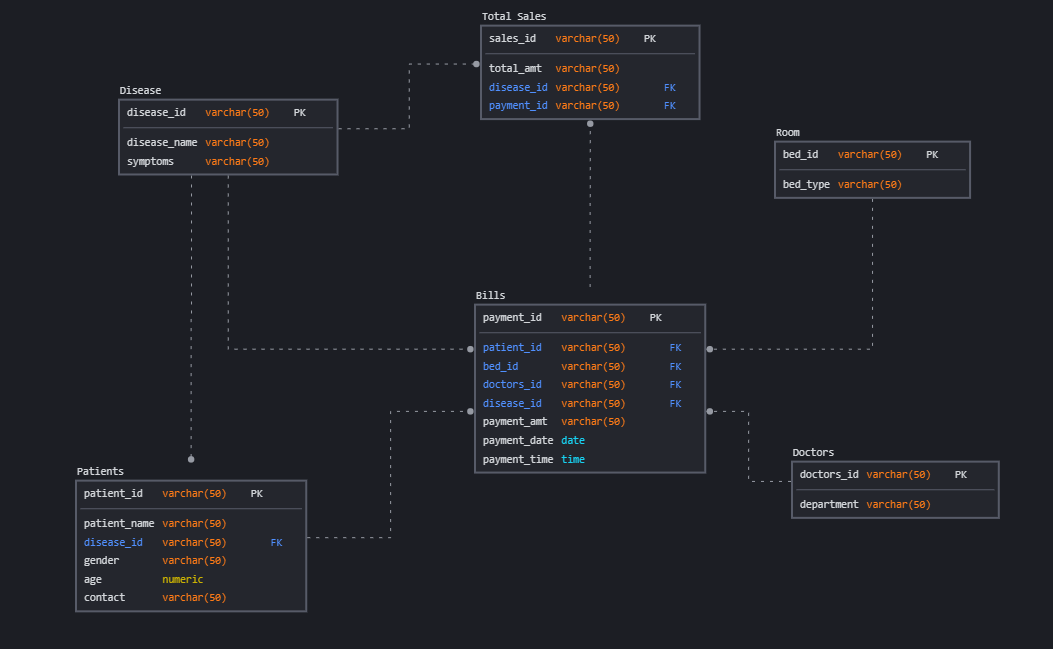 Total Sales
sales_id varchar(50) PK
total_amt varchar(50)
disease_id varchar(50) FK
payment_id varchar(50) FK
Disease
disease_id varchar(50) PK
disease_name varchar(50)
symptoms varchar(50)
Room
bed_id varchar(50) PK
bed_type varchar(50)
Bills
payment_id varchar(50) PK
patient_id varchar(50) FK
bed_id varchar(50) FK
doctors_id varchar(50) FK
disease_id varchar(50) FK
payment_amt varchar(50)
payment_date date
payment_time time
Doctors
doctors_id varchar(50) PK
department varchar(50)
Patients
patient_id varchar(50) PK
patient_name varchar(50)
disease_id varchar(50) FK
gender varchar(50)
age numeric
contact varchar(50)